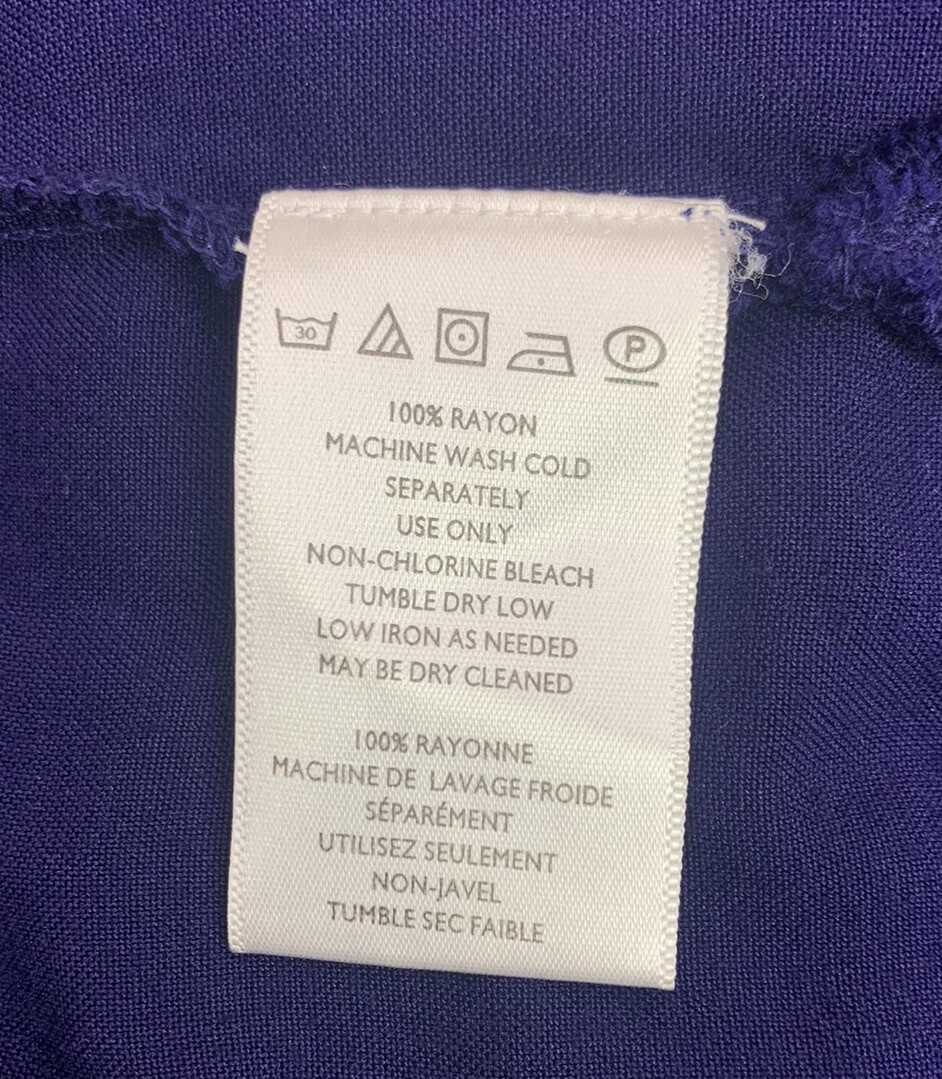 30 P
100% RAYON
MACHINE WASH COLD
SEPARATELY
USE ONLY
NON-CHLORINE BLEACH
TUMBLE DRY LOW
LOW IRON AS NEEDED
MAY BE DRY CLEANED
100% RAYONNE
MACHINE DE LAVAGE FROIDE
SÉPARÉMENT
UTILISEZ SEULEMENT
NON-JAVEL
TUMBLE SEC FAIBLE